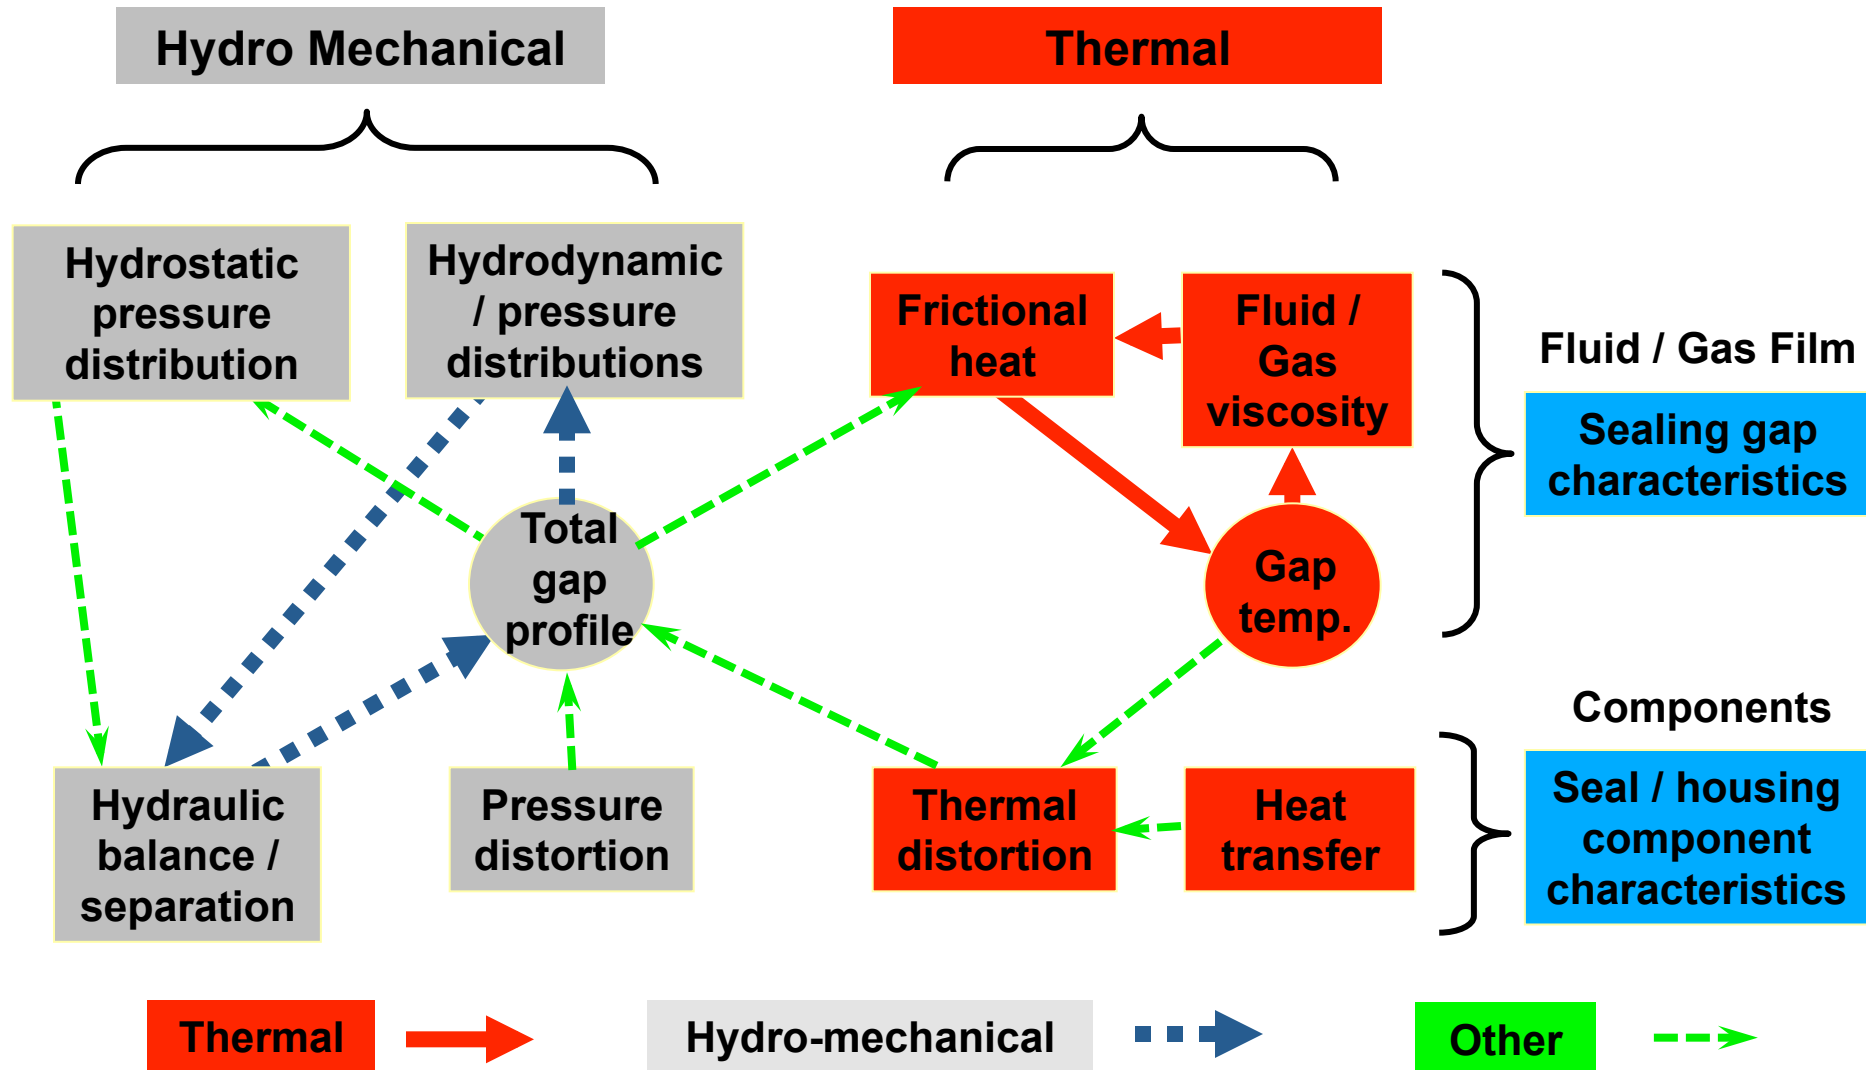 Hydro Mechanical
Thermal
Hydrostatic
pressure
distribution
Hydrodynamic
/ pressure
distributions
Frictional
heat
Fluid /
Gas
viscosity
Fluid / Gas Film
Sealing gap
characteristics
Total
gap
profile
Gap
temp.
Components
Hydraulic
balance /
separation
Pressure
distortion
Thermal
distortion
Heat
transfer
Seal / housing
component
characteristics
Thermal
Hydro-mechanical
Other